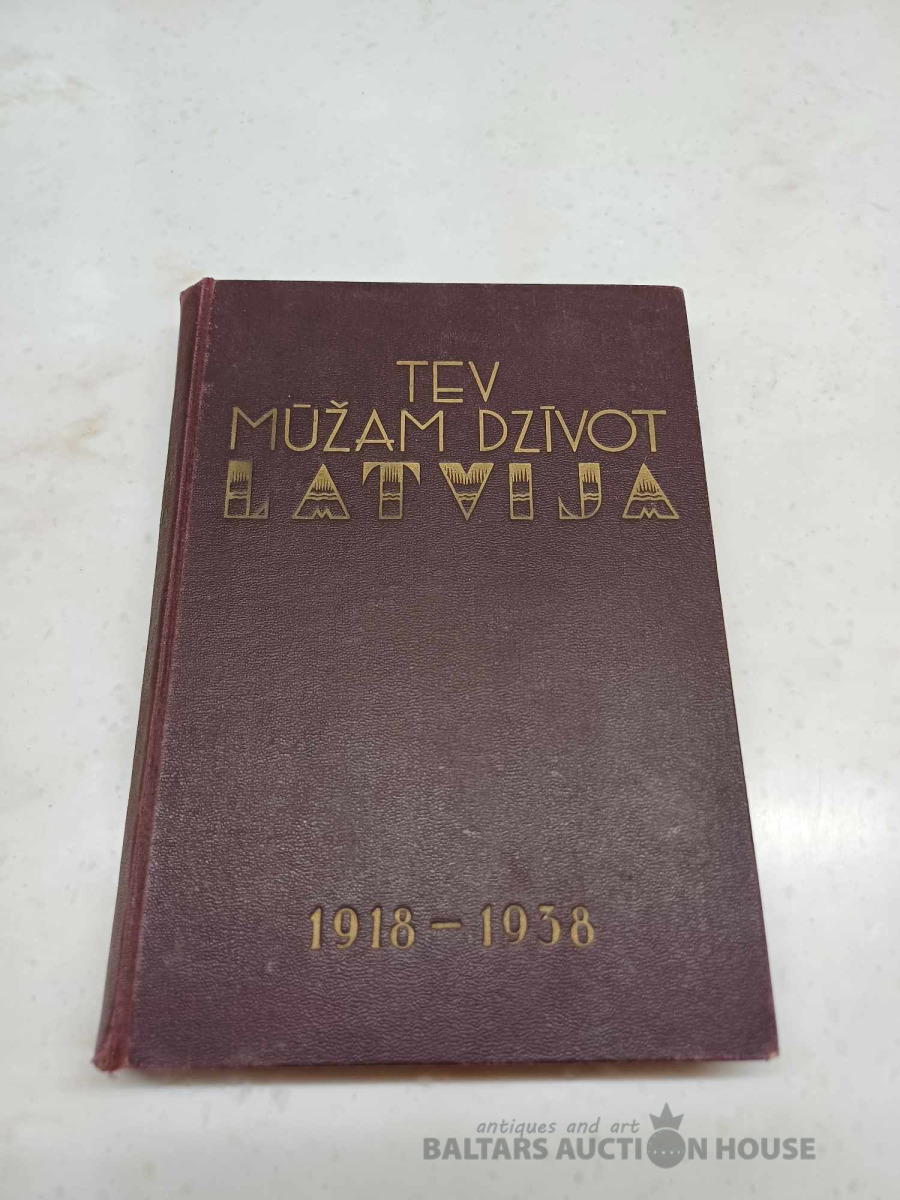 TEV
MŪŽAM DZĪVOT
LATVIJA
1918 – 1938
antiques and art
BALTARS AUCTION HOUSE